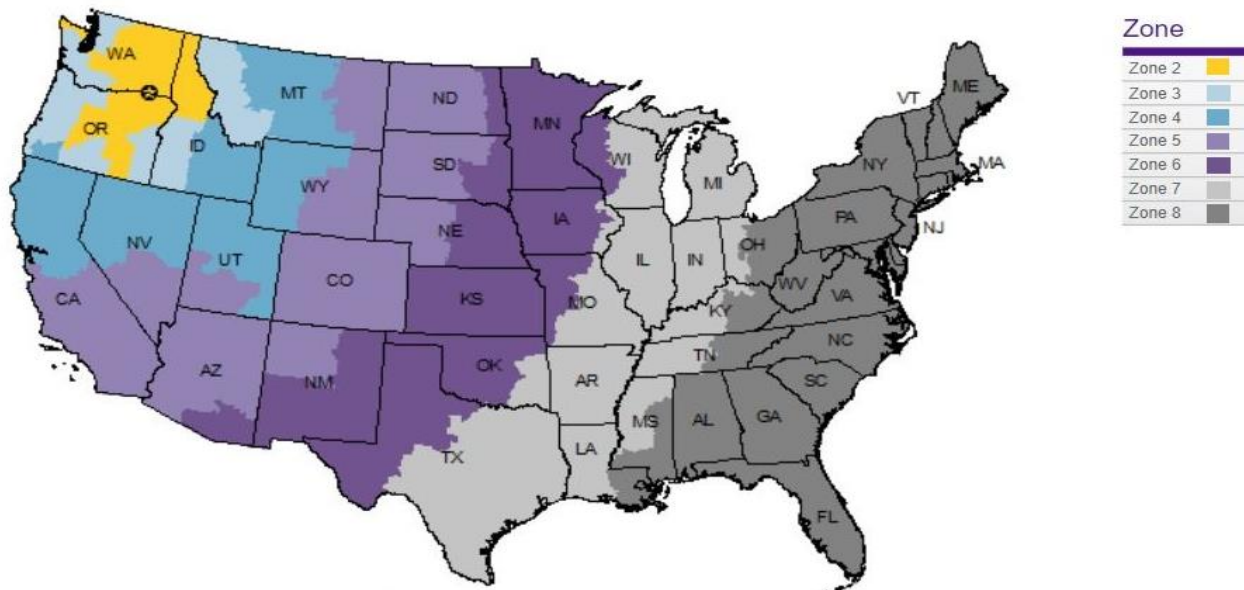 WA
MT
ND
MN
VT
ME
OR
ID
SD
WI
MI
NY
MA
WY
IA
PA
NJ
NV
UT
NE
IL
IN
OH
CA
CO
KS
MO
WV
VA
KY
AZ
NM
OK
AR
TN
NC
SC
MS
AL
GA
TX
LA
FL
Zone
Zone 2
Zone 3
Zone 4
Zone 5
Zone 6
Zone 7
Zone 8